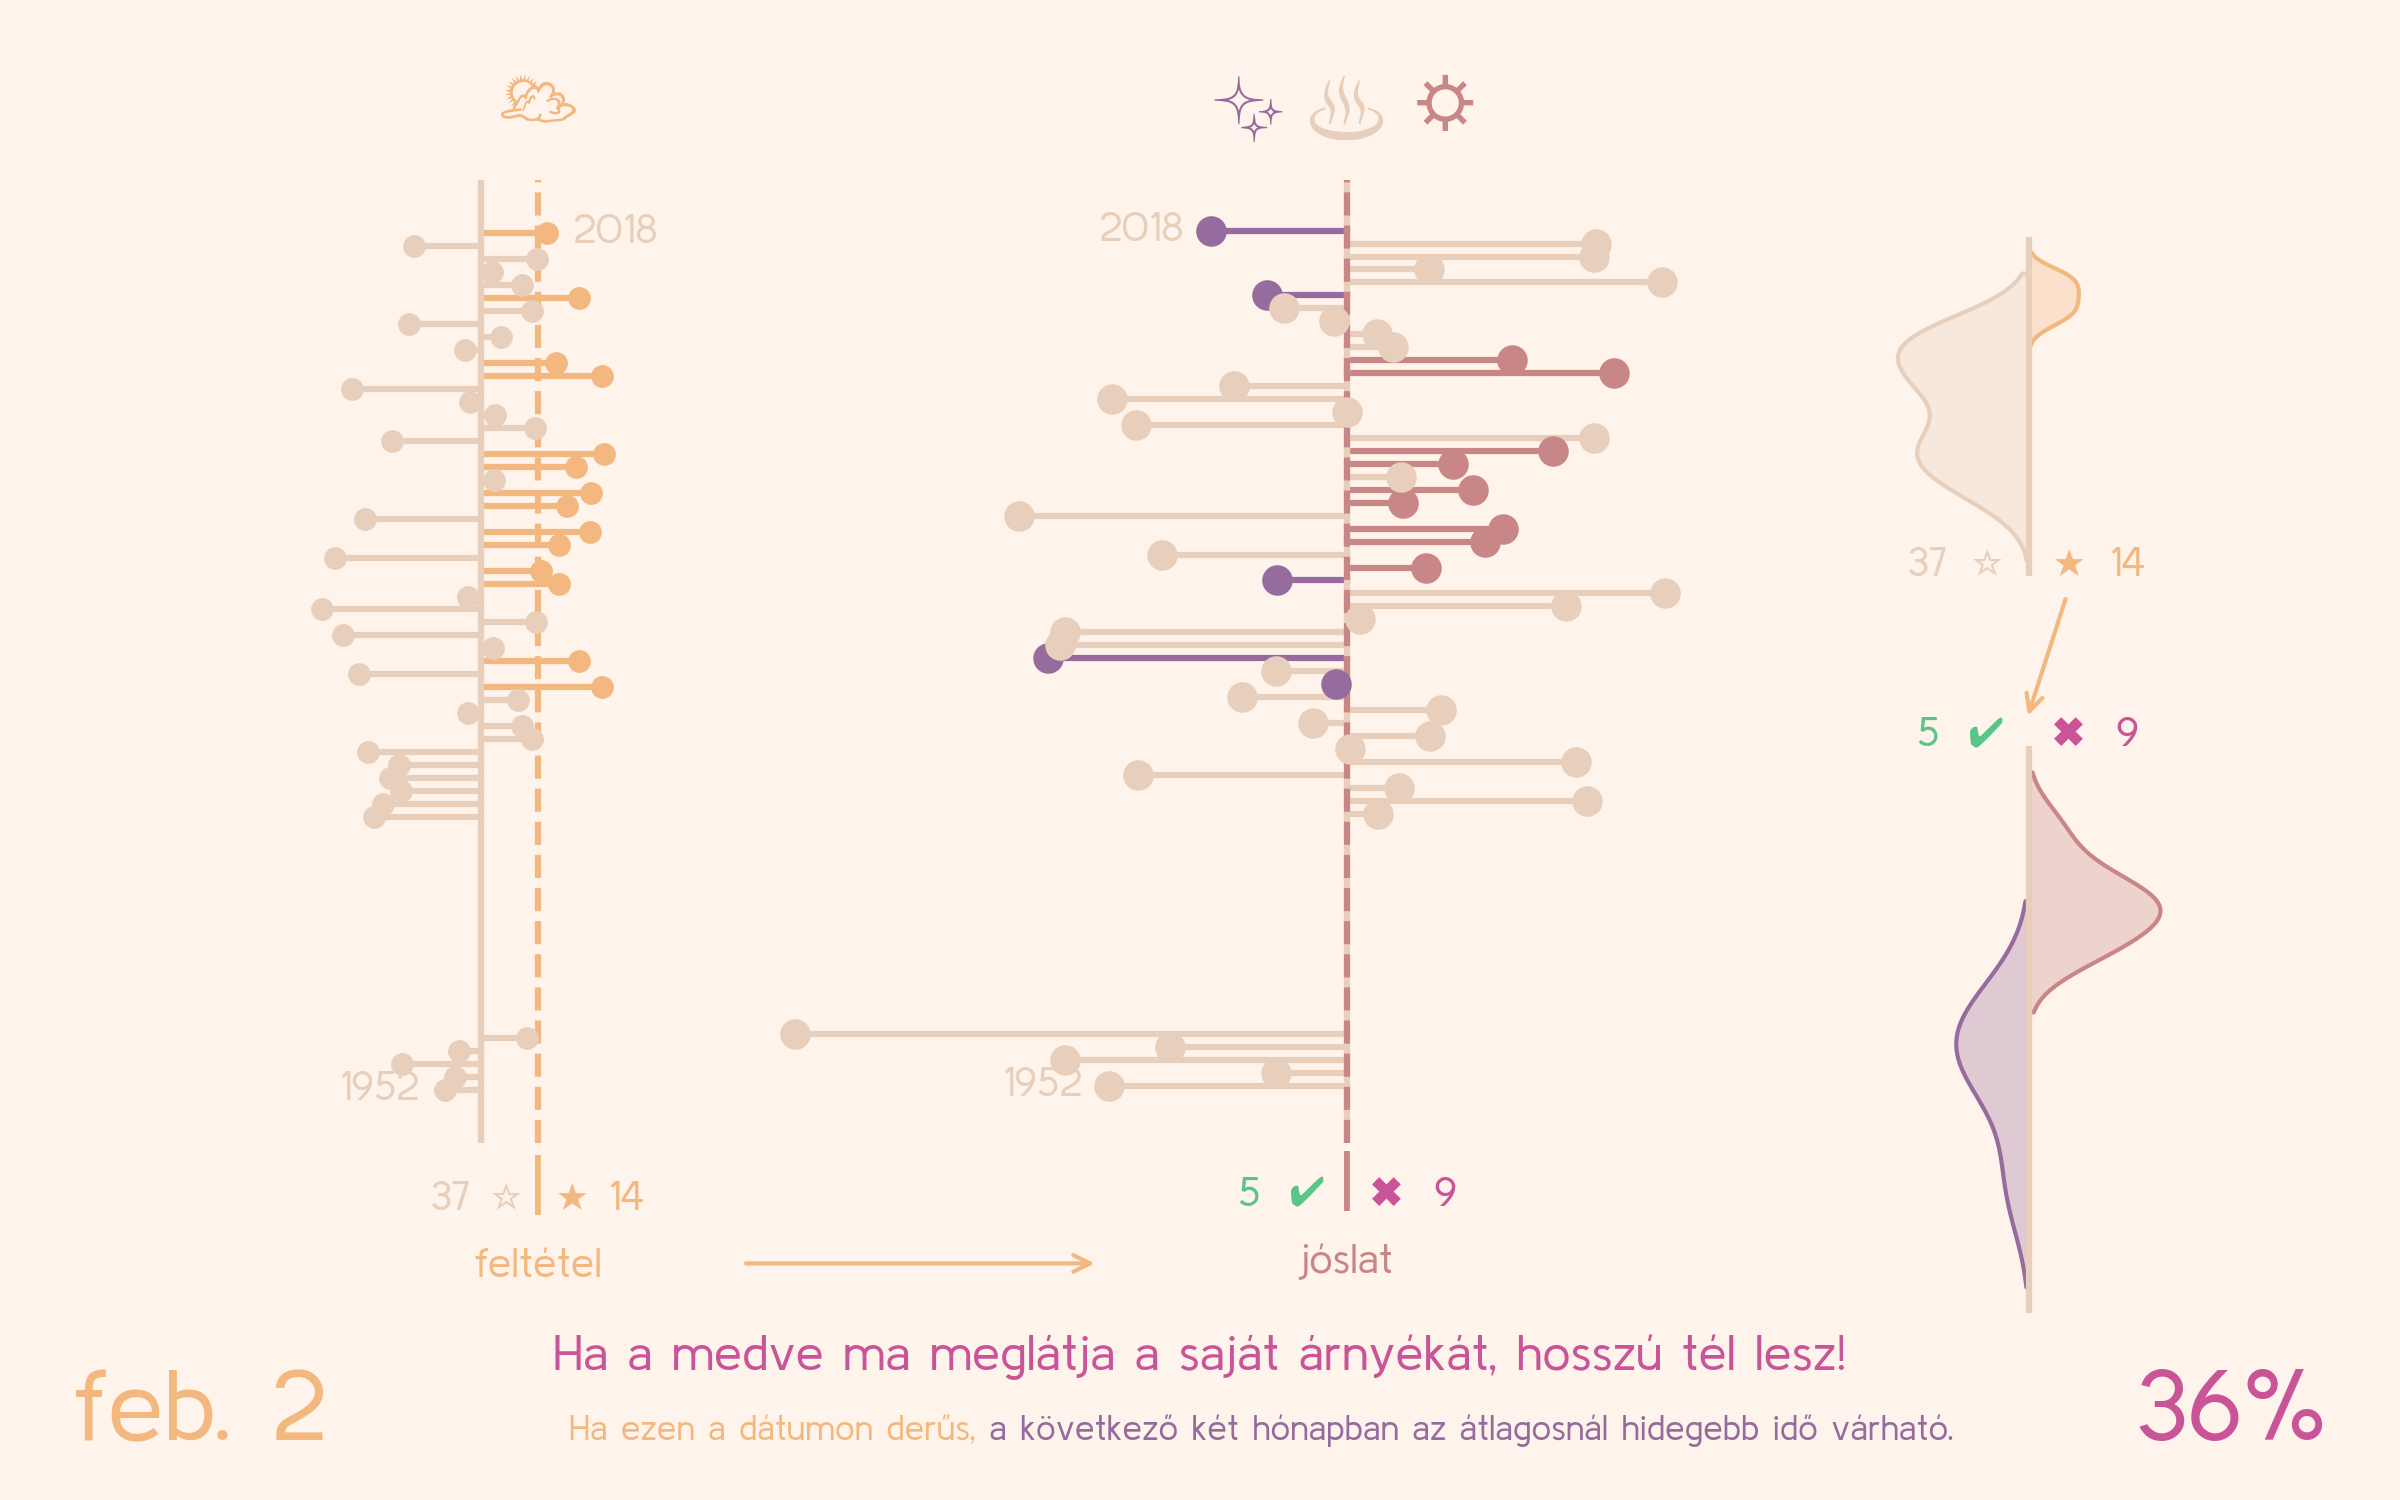 2018
2018
37 ☆ ★ 14
5 ✔ ✖ 9
1952
1952
37 ☆ ★ 14
5 ✔ ✖ 9
feltétel
jóslat
Ha a medve ma meglátja a saját árnyékát, hosszú tél lesz!
feb. 2
36%
Ha ezen a dátumon derűs, a következő két hónapban az átlagosnál hidegebb idő várható.